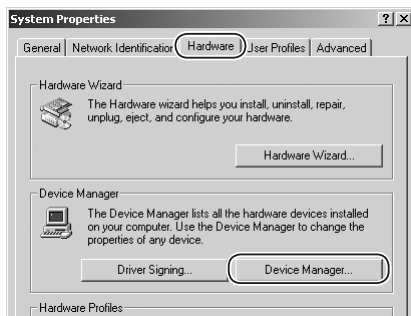 System Properties
General Network Identification Hardware User Profiles Advanced
Hardware Wizard
The Hardware wizard helps you install, uninstall, repair,
unplug, eject, and configure your hardware.
Hardware Wizard...
Device Manager
The Device Manager lists all the hardware devices installed
on your computer. Use the Device Manager to change the
properties of any device.
Driver Signing... Device Manager...
Hardware Profiles